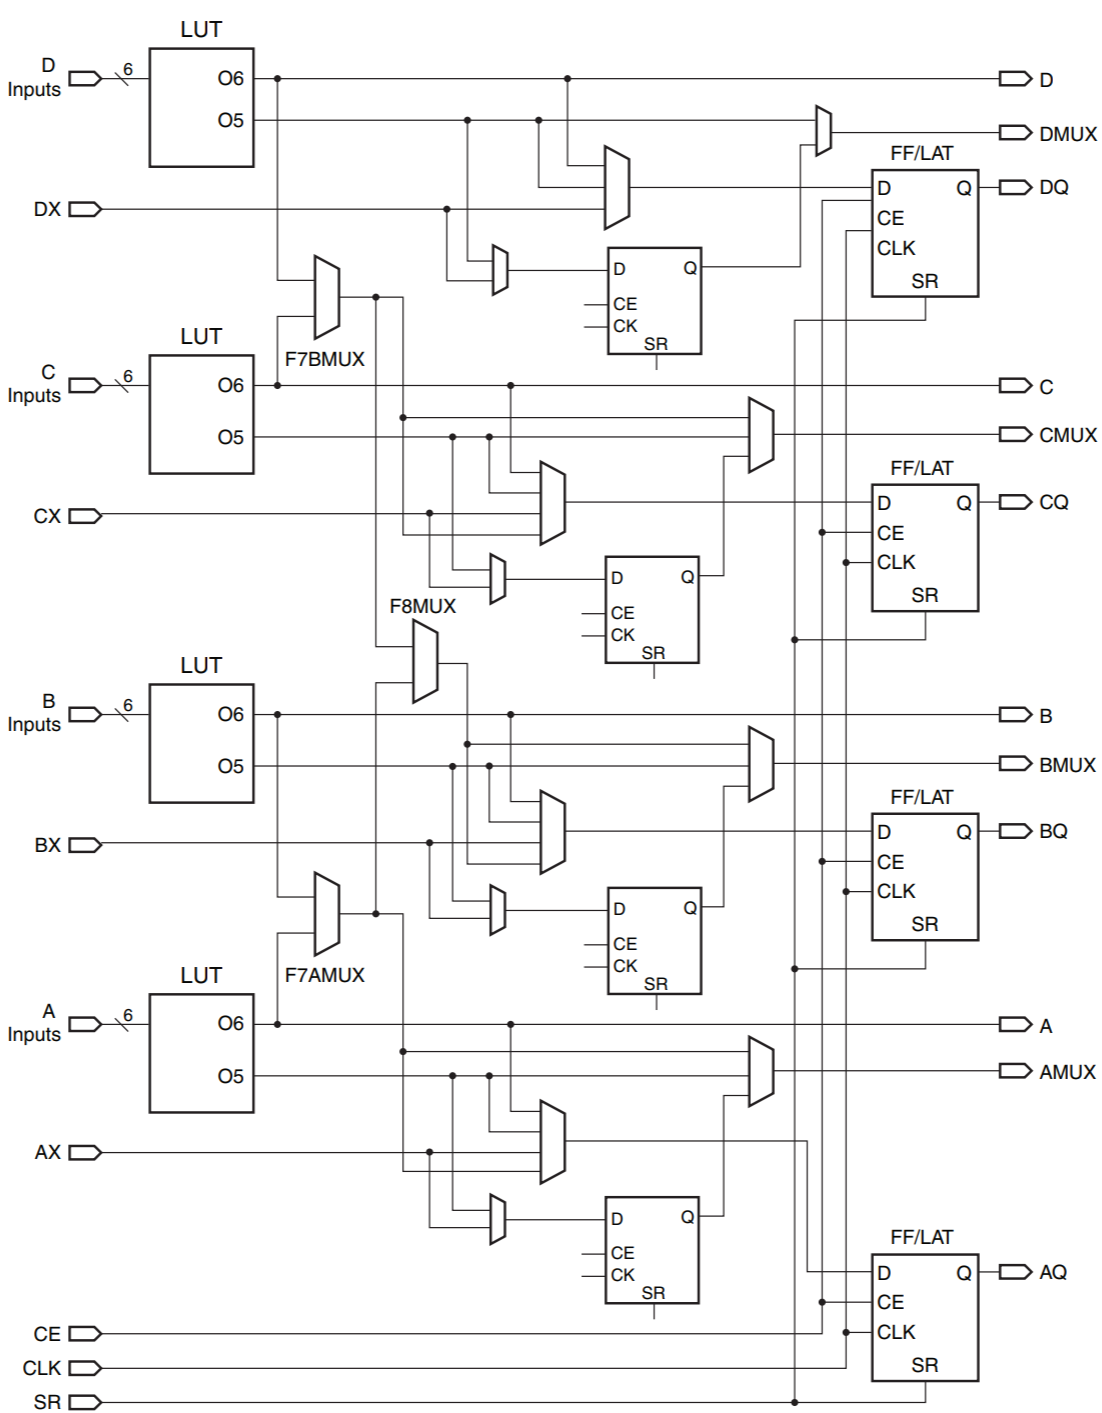 LUT
D
Inputs
6
O6
O5
D
DMUX
FF/LAT
D
Q
DQ
CE
CLK
SR
DX
D
Q
CE
CK
SR
F7BMUX
LUT
C
Inputs
6
O6
O5
C
CMUX
FF/LAT
D
Q
CQ
CE
CLK
SR
CX
D
Q
CE
CK
SR
F8MUX
LUT
B
Inputs
6
O6
O5
B
BMUX
FF/LAT
D
Q
BQ
CE
CLK
SR
BX
D
Q
CE
CK
SR
F7AMUX
LUT
A
Inputs
6
O6
O5
A
AMUX
AX
D
Q
CE
CK
SR
FF/LAT
D
Q
AQ
CE
CLK
SR
CE
CLK
SR